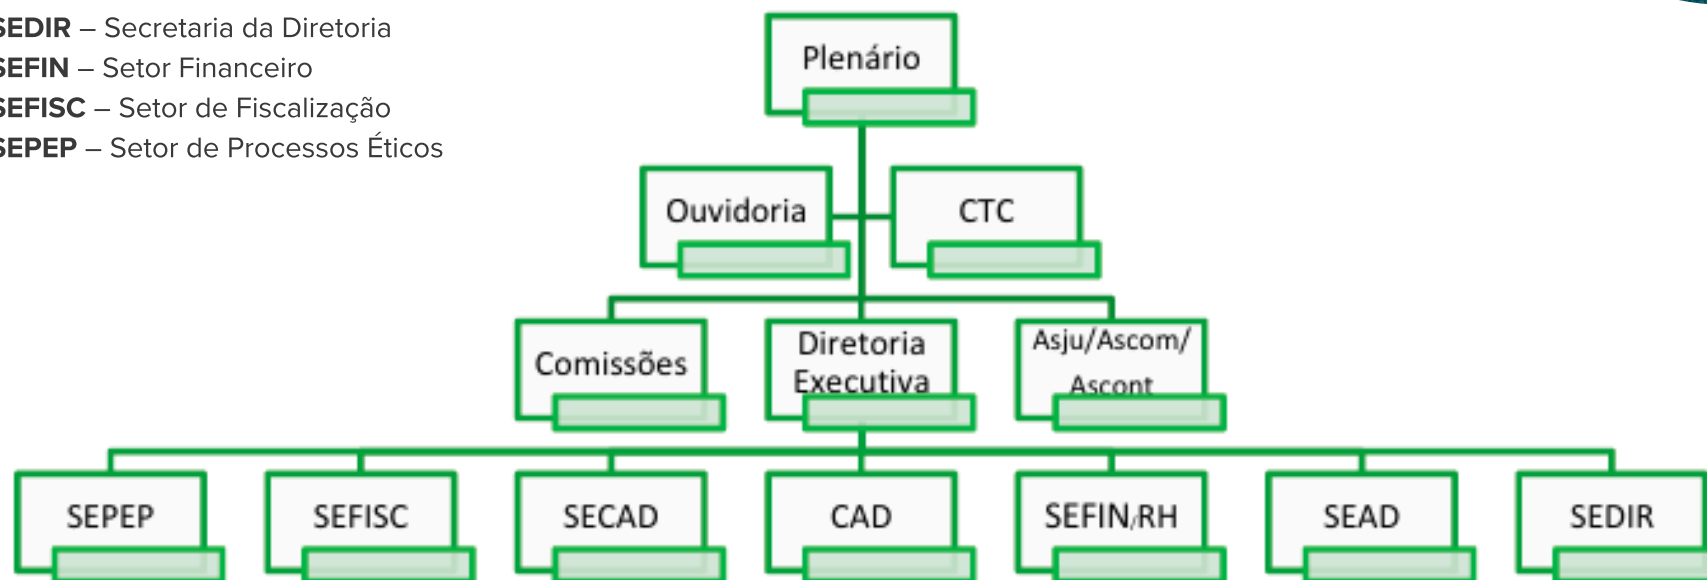 SEDIR – Secretaria da Diretoria
SEFIN – Setor Financeiro
SEFISC – Setor de Fiscalização
SEPEP – Setor de Processos Éticos
Plenário
Ouvidoria
CTC
Comissões
Diretoria
Executiva
Asju/Ascom/
Ascont
SEPEP
SEFISC
SECAD
CAD
SEFIN/RH
SEAD
SEDIR